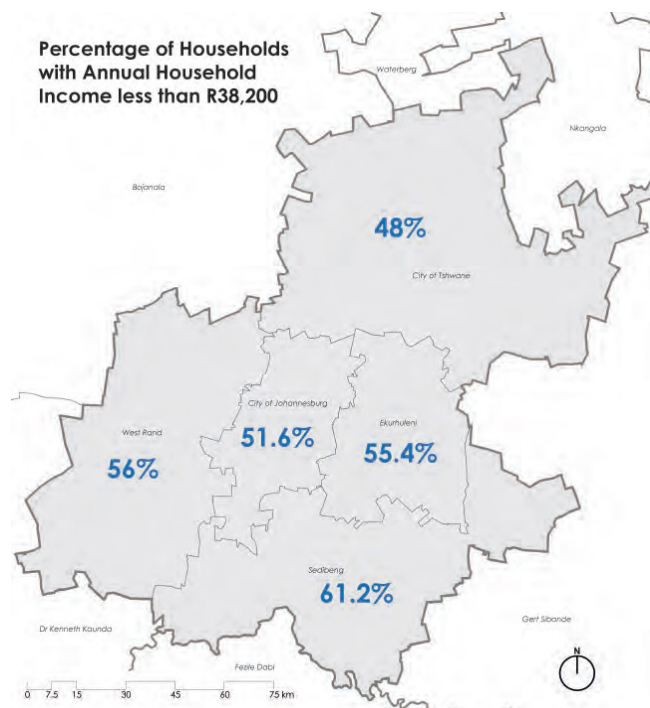 Percentage of Households
with Annual Household
Income less than R38,200
Waterberg
Nkangala
Bojanala
48%
City of Tshwane
City of Johannesburg
51.6%
Ekurhuleni
55.4%
West Rand
56%
Sedibeng
61.2%
Dr Kenneth Kaunda
Gert Sibande
Fezile Dabi
N
0 7.5 15 30 45 60 75 km